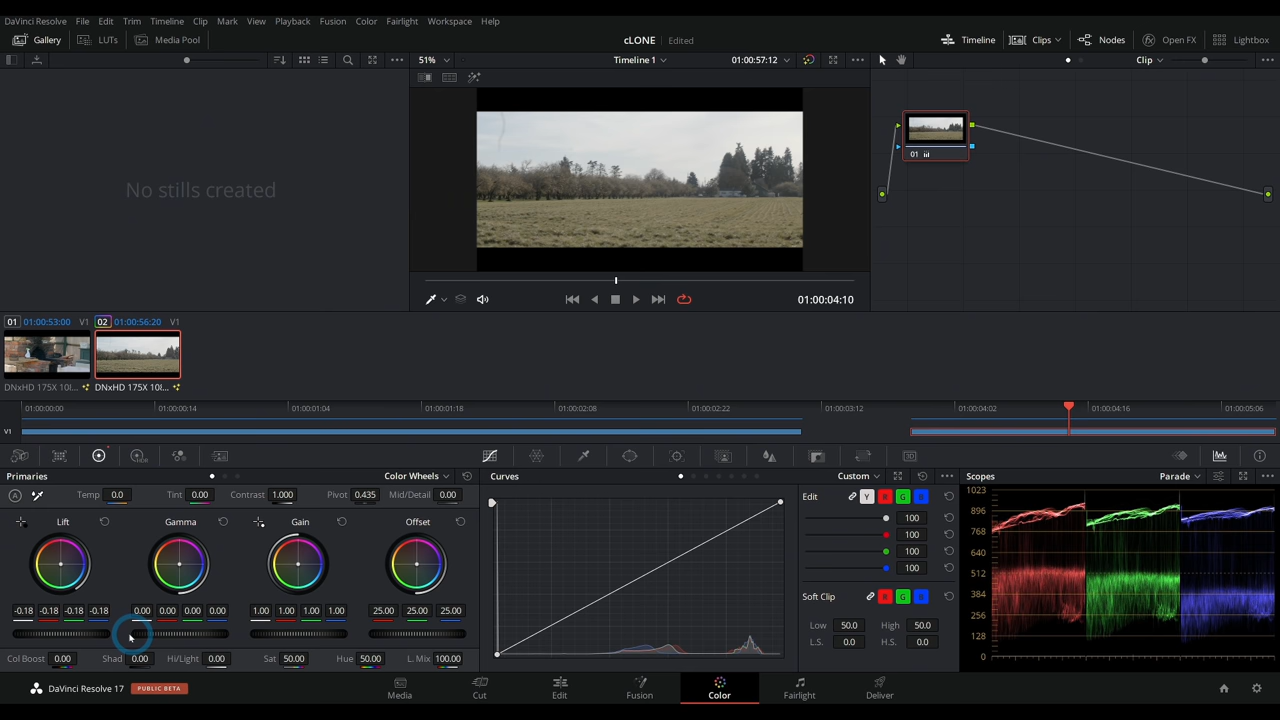 DaVinci Resolve File Edit Trim Timeline Clip Mark View Playback Fusion Color Fairlight Workspace Help
Gallery LUTs Media Pool cLONE Edited Timeline Clips Nodes Open FX Lightbox
51% Timeline 1 01:00:57:12 Clip
No stills created
01
01:00:04:10
01 01:00:53:00 V1 02 01:00:56:20 V1
DNxHD 175X 10I... DNxHD 175X 10I...
01:00:00:00 01:00:00:14 01:00:01:04 01:00:01:18 01:00:02:08 01:00:02:22 01:00:03:12 01:00:04:02 01:00:04:16 01:00:05:06
V1
Primaries Color Wheels Curves Custom Scopes Parade
A Temp 0.0 Tint 0.00 Contrast 1.000 Pivot 0.435 Mid/Detail 0.00
Edit Y R G B
100
100
100
100
Lift Gamma Gain Offset
-0.18 -0.18 -0.18 -0.18 0.00 0.00 0.00 0.00 1.00 1.00 1.00 1.00 25.00 25.00 25.00
Soft Clip R G B
Low 50.0 High 50.0
L.S. 0.0 H.S. 0.0
Col Boost 0.00 Shad 0.00 Hi/Light 0.00 Sat 50.00 Hue 50.00 L. Mix 100.00
1023
896
768
640
512
384
256
128
0
DaVinci Resolve 17 PUBLIC BETA Media Cut Edit Fusion Color Fairlight Deliver